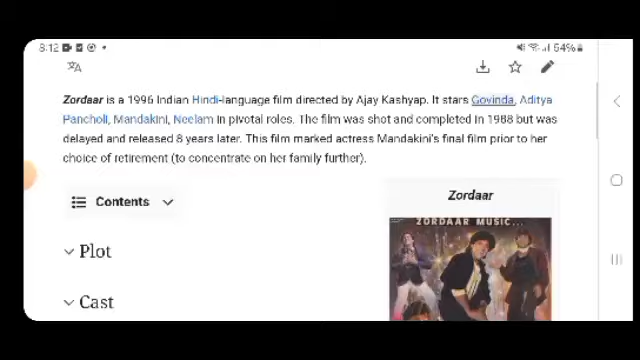 8:12
54%
Zordaar is a 1996 Indian Hindi-language film directed by Ajay Kashyap. It stars Govinda, Aditya
Pancholi, Mandakini, Neelam in pivotal roles. The film was shot and completed in 1988 but was
delayed and released 8 years later. This film marked actress Mandakini's final film prior to her
choice of retirement (to concentrate on her family further).
Contents
Zordaar
ZORDAAR MUSIC...
Plot
Cast